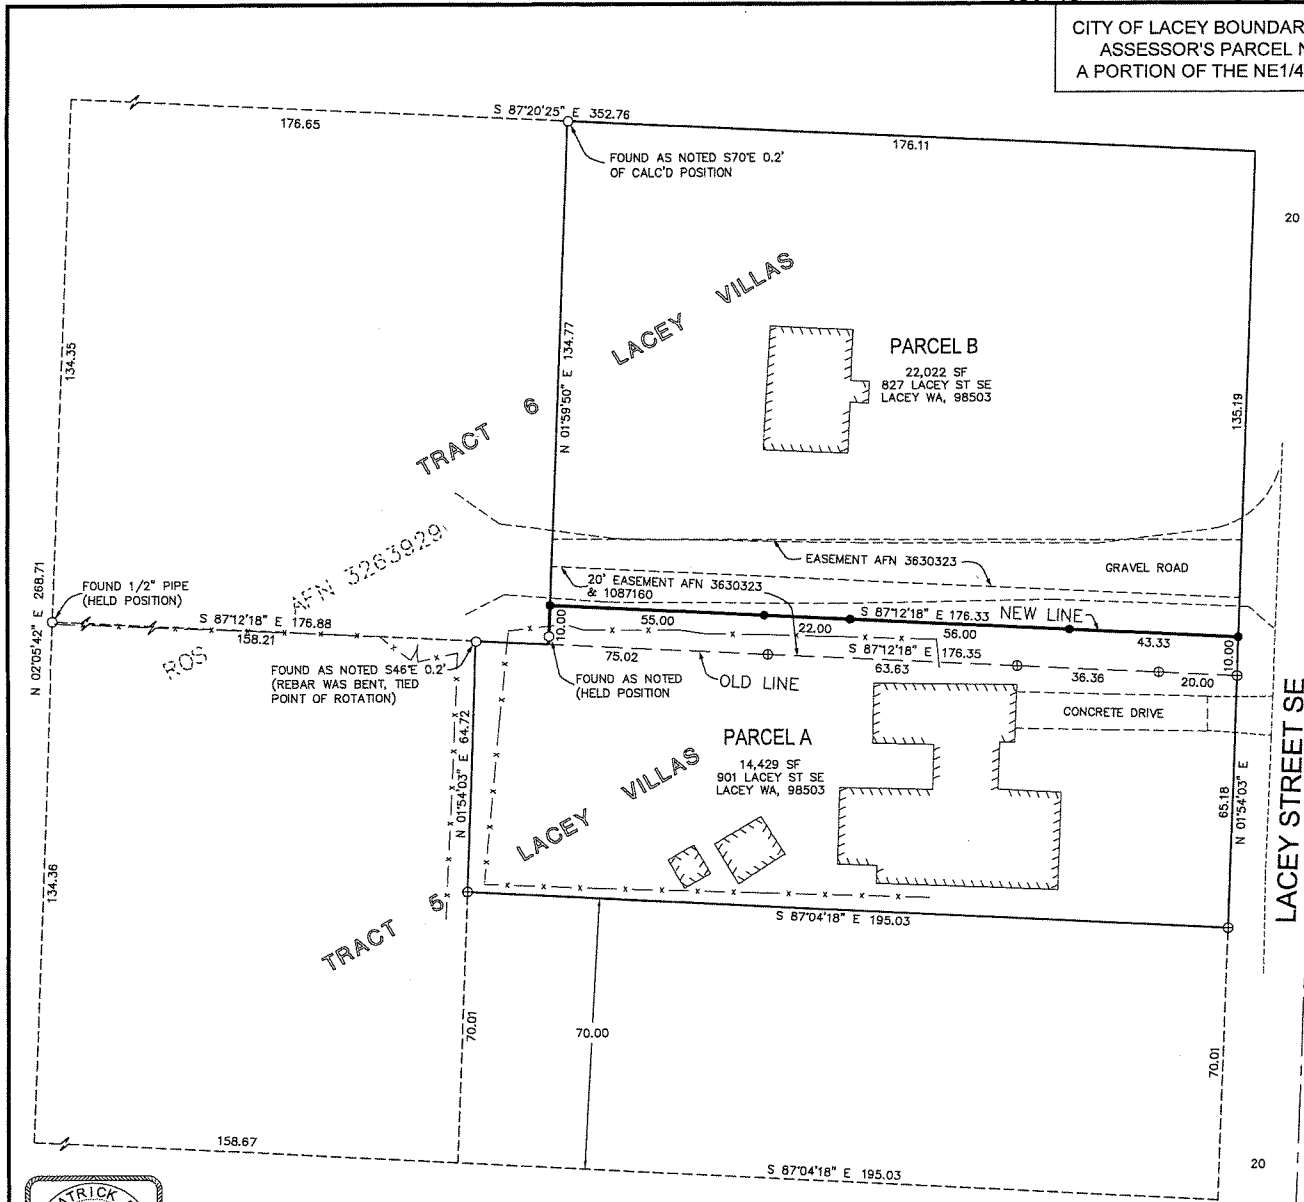 CITY OF LACEY BOUNDAR
ASSESSOR'S PARCEL N
A PORTION OF THE NE1/4
S 87°20'25" E 352.76
176.65
176.11
FOUND AS NOTED S70°E 0.2'
OF CALC'D POSITION
20
LACEY VILLAS
134.35
N 01°59'50" E 134.77
PARCEL B
22,022 SF
827 LACEY ST SE
LACEY WA, 98503
135.19
TRACT 6
AFN 3263929
ROS
EASEMENT AFN 3630323
GRAVEL ROAD
20' EASEMENT AFN 3630323
& 1087160
N 02°05'42" E 268.71
FOUND 1/2" PIPE
(HELD POSITION)
S 87°12'18" E 176.88
158.21
10.00
55.00
22.00
S 87°12'18" E 176.33
NEW LINE
56.00
43.33
10.00
S 87°12'18" E 176.35
75.02
63.63
36.36
20.00
FOUND AS NOTED S46°E 0.2'
(REBAR WAS BENT, TIED
POINT OF ROTATION)
FOUND AS NOTED
(HELD POSITION
OLD LINE
CONCRETE DRIVE
N 01°54'03" E 64.72
PARCEL A
14,429 SF
901 LACEY ST SE
LACEY WA, 98503
LACEY VILLAS
65.18
N 01°54'03" E
LACEY STREET SE
134.36
TRACT 5
S 87°04'18" E 195.03
70.01
70.00
70.01
158.67
S 87°04'18" E 195.03
20
ATRICK